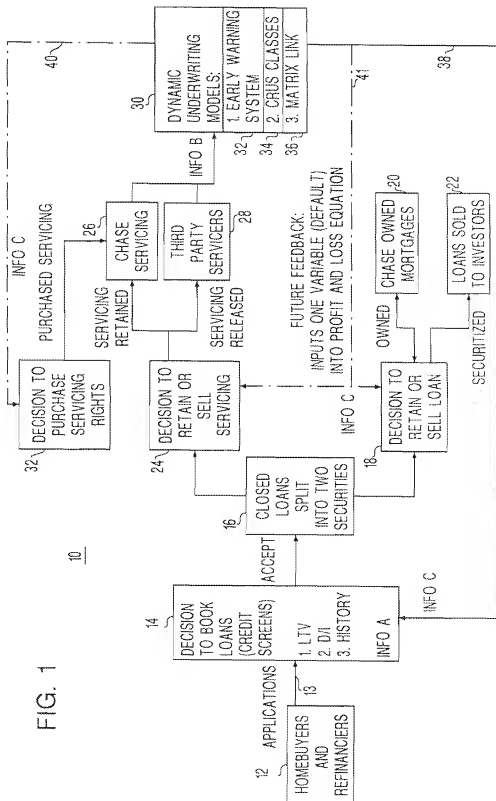 FIG. 1
10
12
HOMEBUYERS
AND
REFINANCIERS
APPLICATIONS
13
14
DECISION
TO BOOK
LOANS
(CREDIT
SCREENS)
1. LTV
2. D/I
3. HISTORY
INFO A
ACCEPT
16
CLOSED
LOANS
SPLIT
INTO TWO
SECURITIES
32
DECISION TO
PURCHASE
SERVICING
RIGHTS
24
DECISION TO
RETAIN OR
SELL
SERVICING
INFO C
18
DECISION TO
RETAIN OR
SELL LOAN
INFO C
PURCHASED SERVICING
SERVICING
RETAINED
SERVICING
RELEASED
26
CHASE
SERVICING
THIRD
PARTY
SERVICERS
28
INFO B
FUTURE FEEDBACK:
INPUTS ONE VARIABLE (DEFAULT)
INTO PROFIT AND LOSS EQUATION
OWNED
SECURITIZED
CHASE OWNED
MORTGAGES
20
LOANS SOLD
TO INVESTORS
22
30
DYNAMIC
UNDERWRITING
MODELS:
1. EARLY WARNING
SYSTEM
32
2. CRUS CLASSES
34
3. MATRIX LINK
36
40
41
38
INFO C